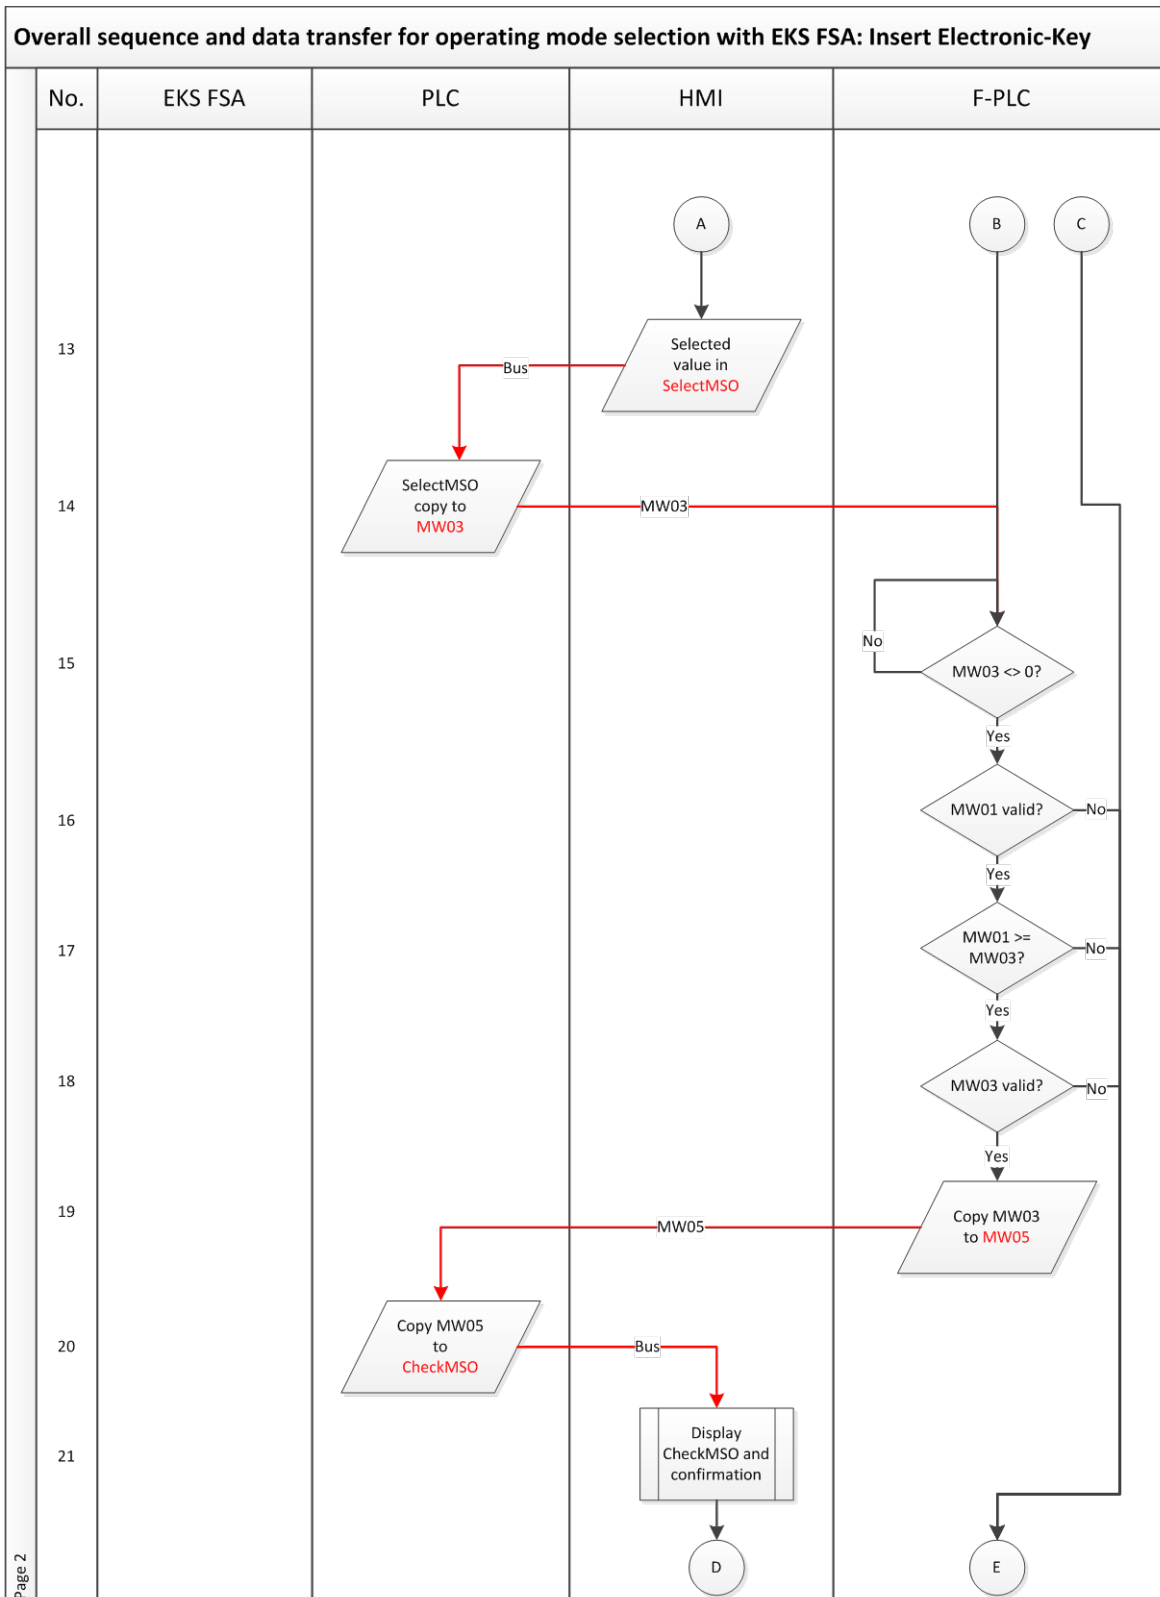 Overall sequence and data transfer for operating mode selection with EKS FSA: Insert Electronic-Key
No.
EKS FSA
PLC
HMI
F-PLC
A
B
C
13
Selected
value in
SelectMSO
Bus
14
SelectMSO
copy to
MW03
MW03
No
15
MW03 <> 0?
Yes
16
MW01 valid?
No
Yes
17
MW01 >=
MW03?
No
Yes
18
MW03 valid?
No
Yes
19
Copy MW03
to MW05
MW05
20
Copy MW05
to
CheckMSO
Bus
21
Display
CheckMSO and
confirmation
D
E
Page 2